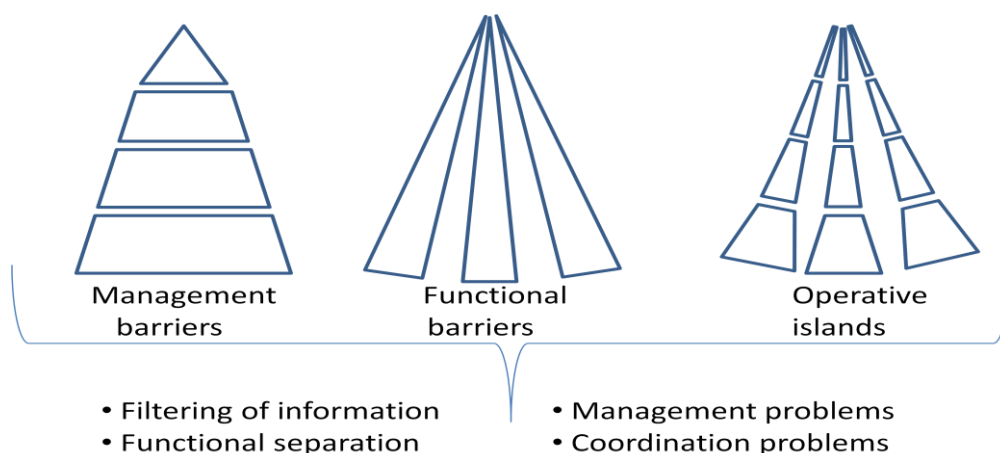 Management
barriers
Functional
barriers
Operative
islands
• Filtering of information
• Functional separation
• Management problems
• Coordination problems